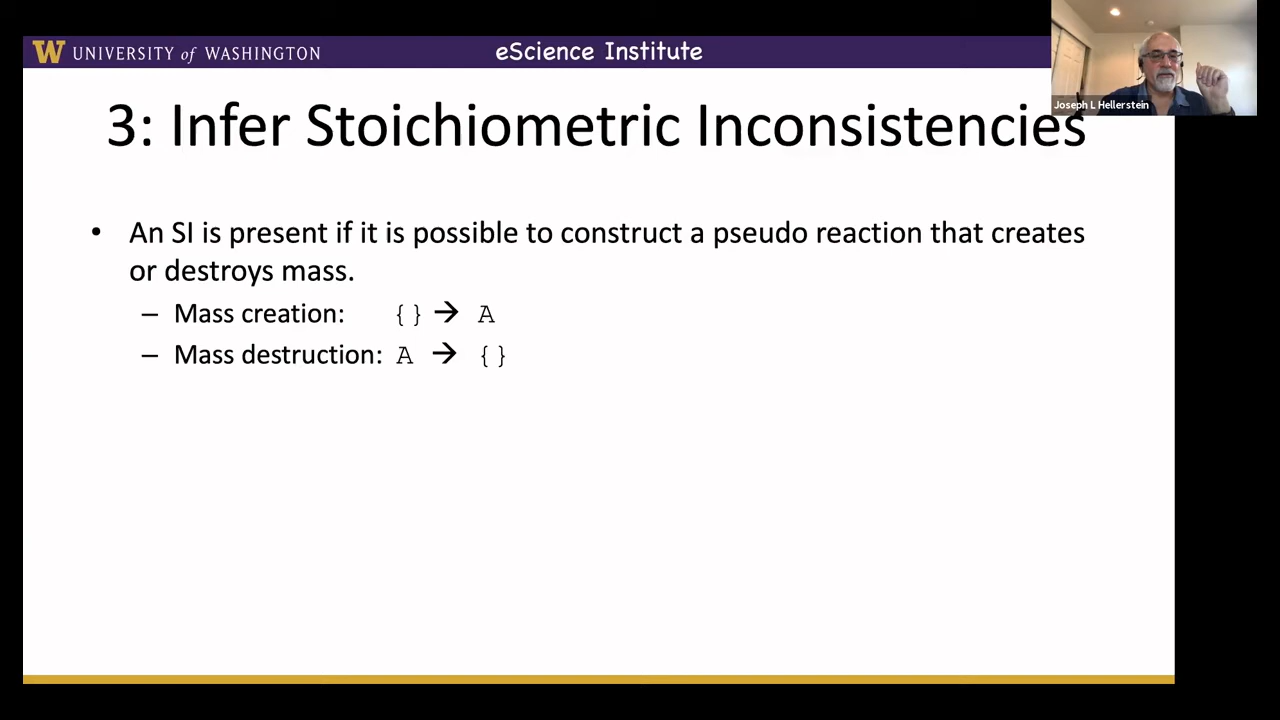 W UNIVERSITY of WASHINGTON
eScience Institute
Joseph L Hellerstein
3: Infer Stoichiometric Inconsistencies
• An SI is present if it is possible to construct a pseudo reaction that creates
or destroys mass.
– Mass creation: {} → A
– Mass destruction: A → {}